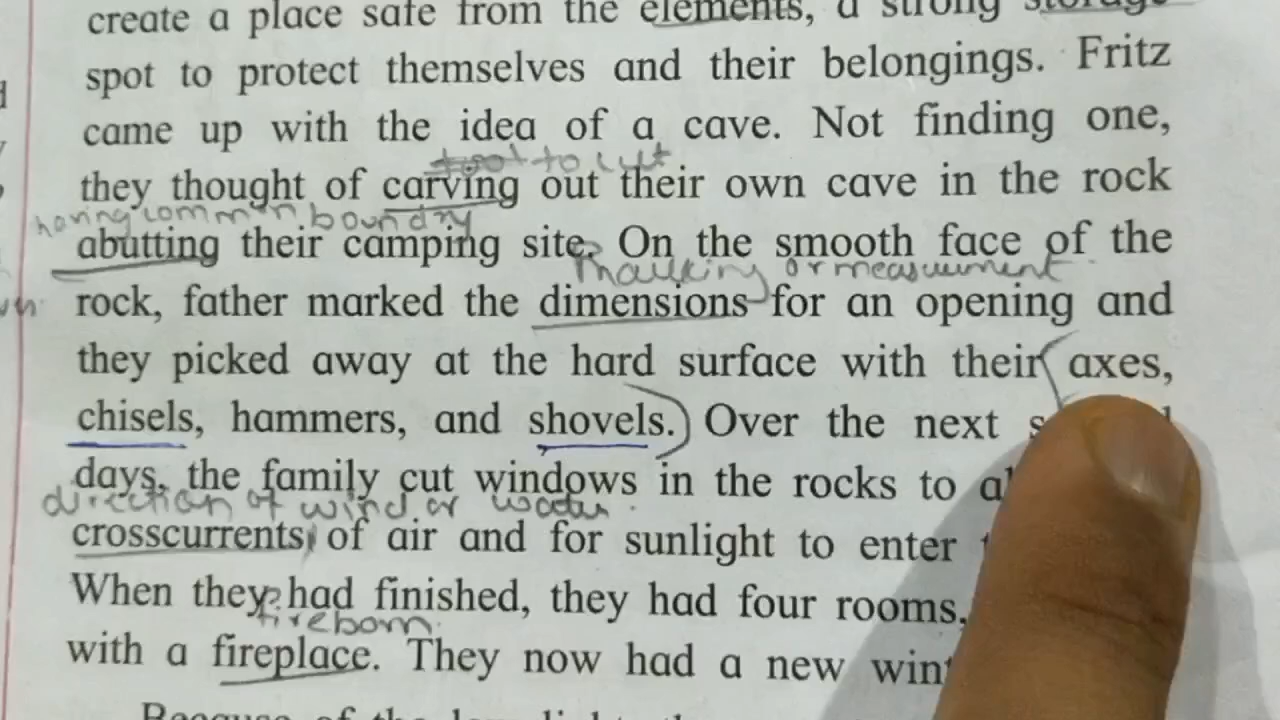 create a place safe from the elements, a strong storage
spot to protect themselves and their belongings. Fritz
came up with the idea of a cave. Not finding one,
to cut
they thought of carving out their own cave in the rock
having common boundry
abutting their camping site. On the smooth face of the
marking or measurement
rock, father marked the dimensions for an opening and
they picked away at the hard surface with their (axes,
chisels, hammers, and shovels.) Over the next
days, the family cut windows in the rocks to
direction of wind or water
crosscurrents of air and for sunlight to enter
When they had finished, they had four rooms,
with a fireplace. They now had a new